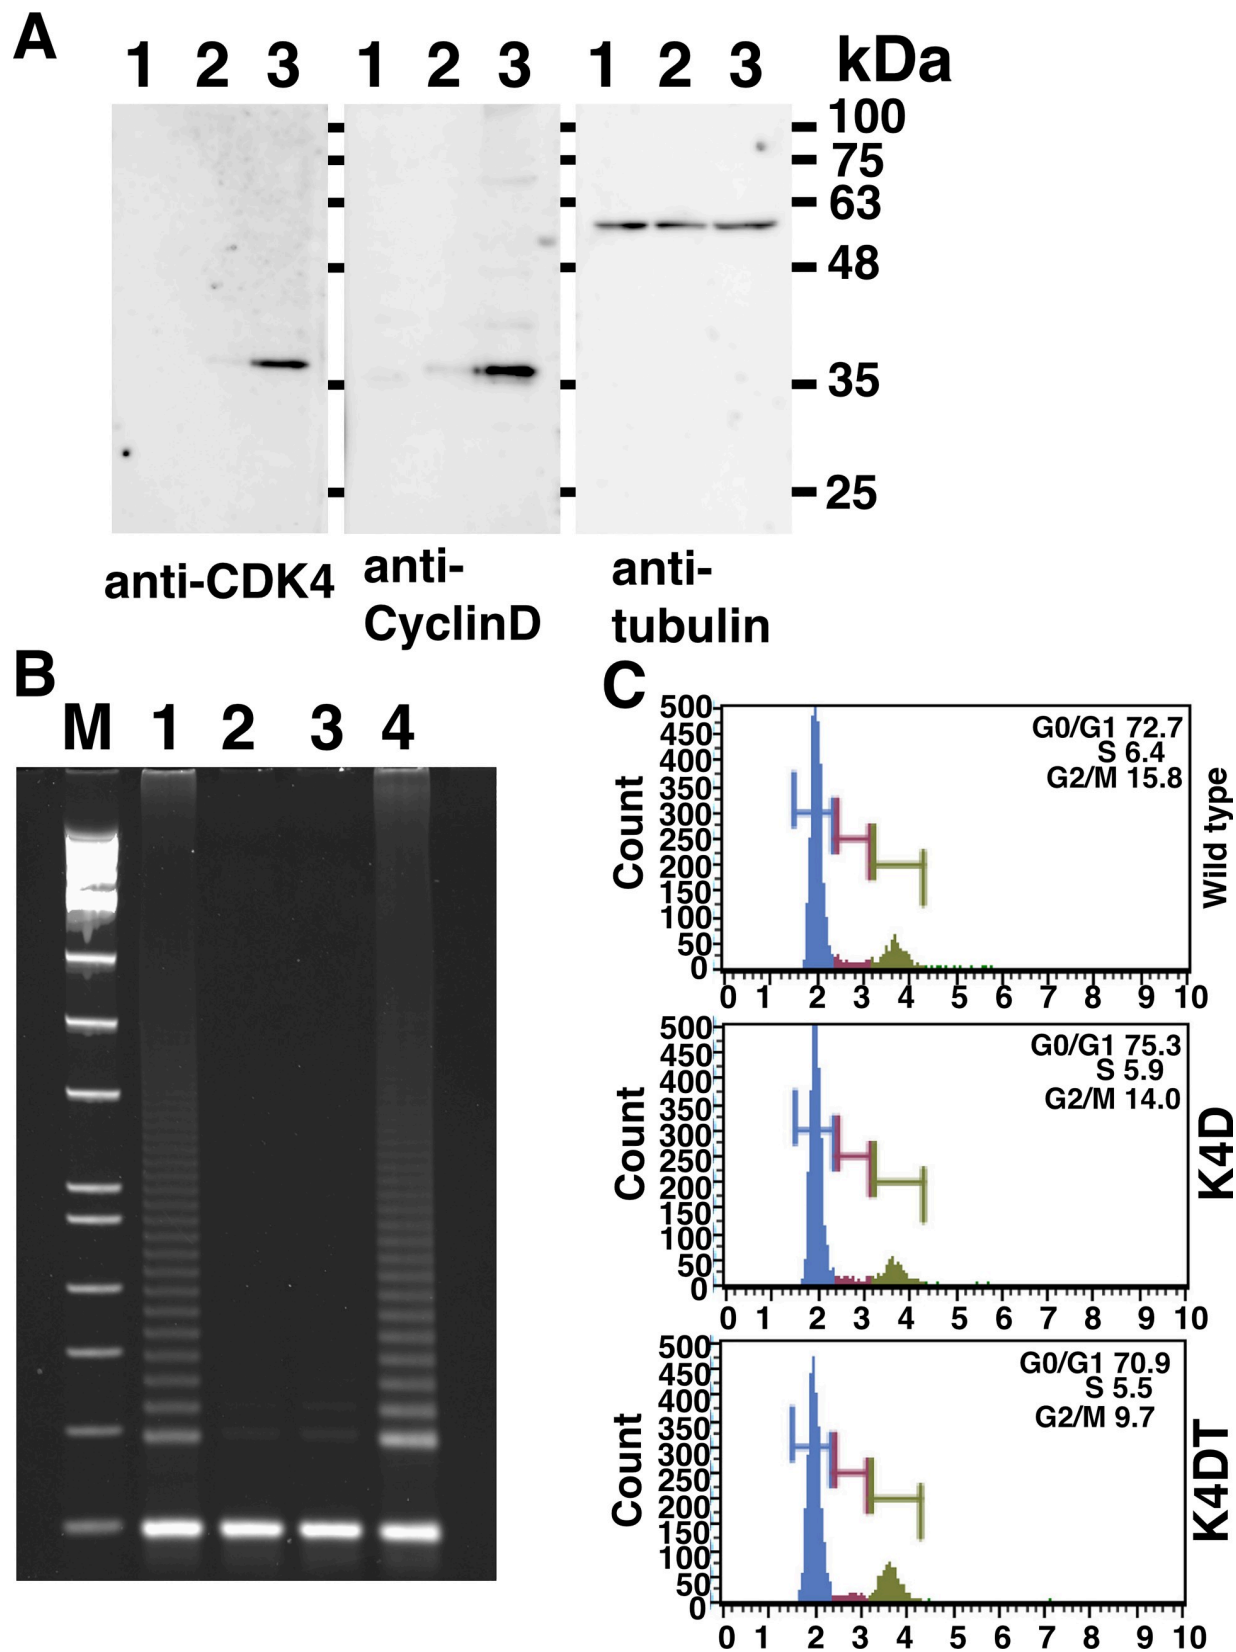 A
1 2 3 1 2 3 1 2 3 kDa
100
75
63
48
35
25
anti-CDK4
anti-
CyclinD
anti-
tubulin
B
M 1 2 3 4
C
500
450
400
350
300
250
200
150
100
50
0
Count
G0/G1 72.7
S 6.4
G2/M 15.8
Wild type
0 1 2 3 4 5 6 7 8 9 10
500
450
400
350
300
250
200
150
100
50
0
Count
G0/G1 75.3
S 5.9
G2/M 14.0
K4D
0 1 2 3 4 5 6 7 8 9 10
500
450
400
350
300
250
200
150
100
50
0
Count
G0/G1 70.9
S 5.5
G2/M 9.7
K4DT
0 1 2 3 4 5 6 7 8 9 10